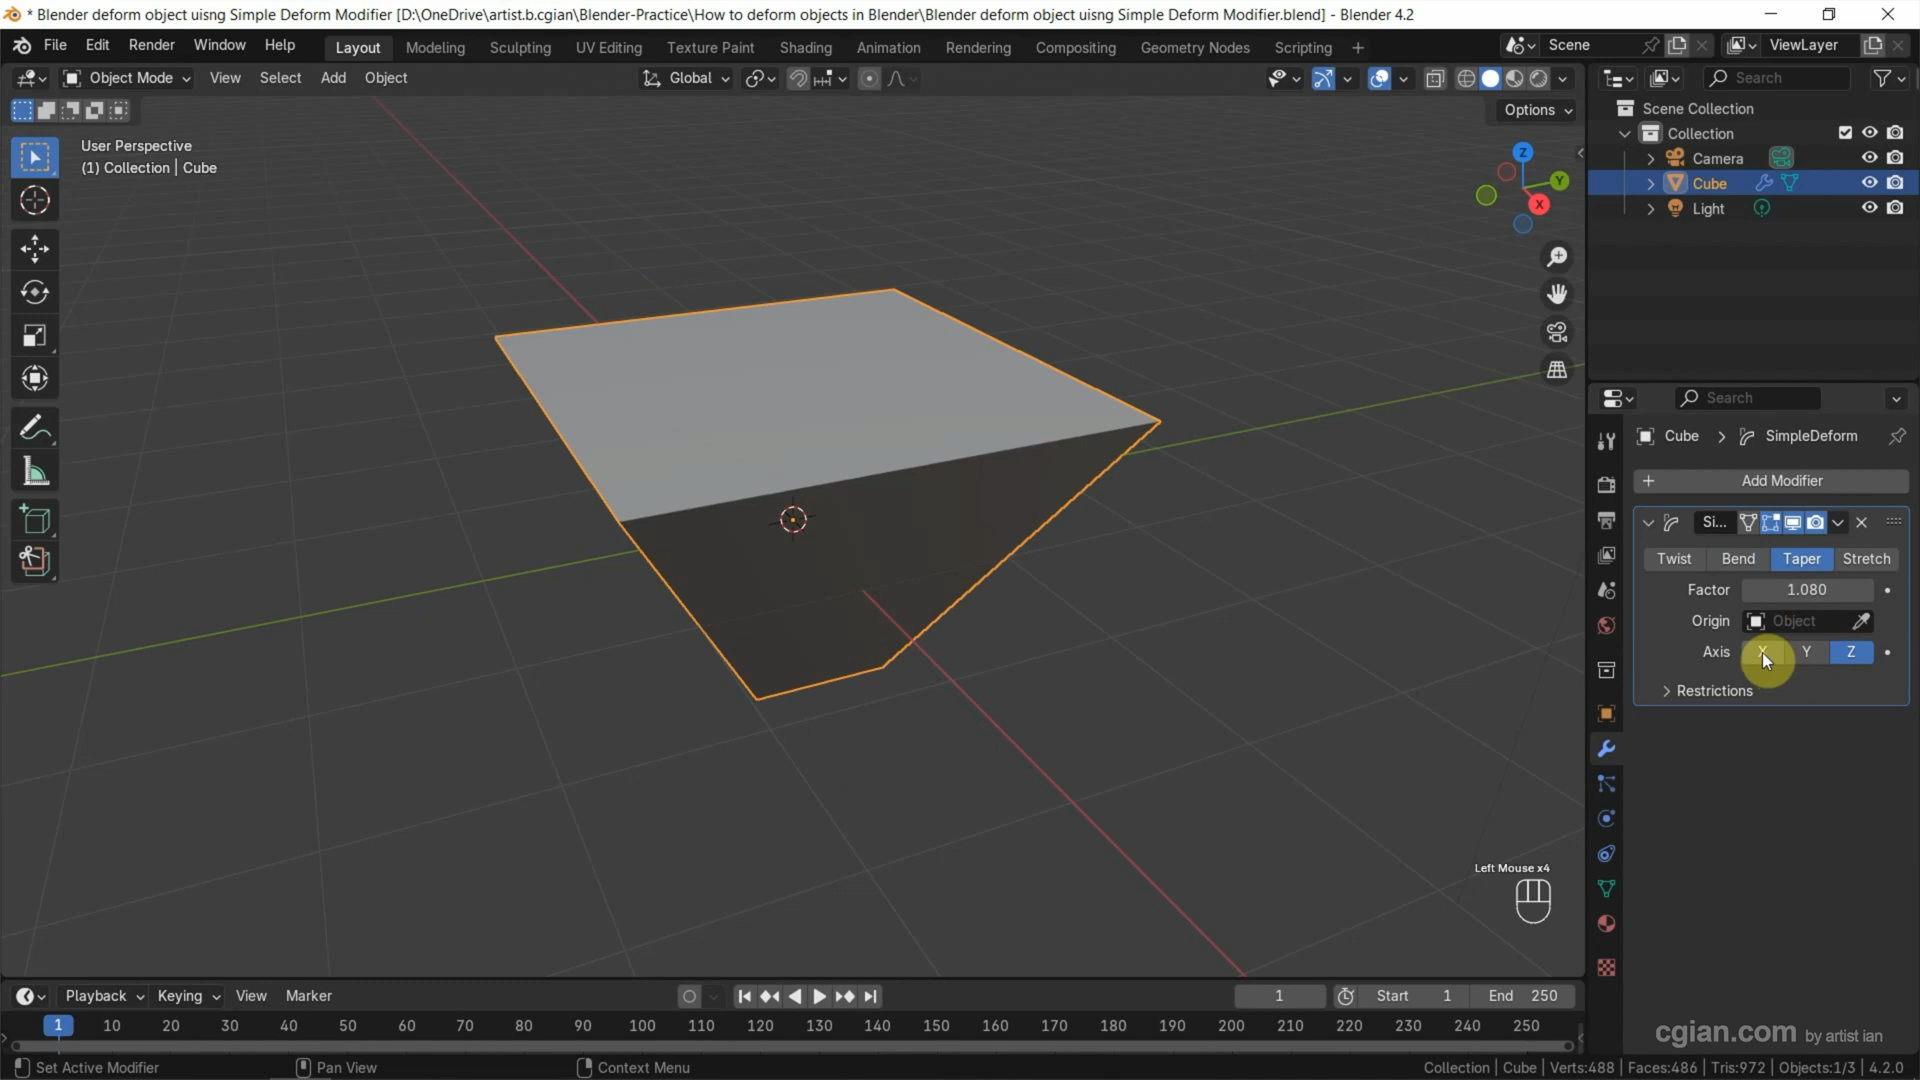 * Blender deform object uisng Simple Deform Modifier [D:\OneDrive\artist.b.cgian\Blender-Practice\How to deform objects in Blender\Blender deform object uisng Simple Deform Modifier.blend] - Blender 4.2
File Edit Render Window Help Layout Modeling Sculpting UV Editing Texture Paint Shading Animation Rendering Compositing Geometry Nodes Scripting + Scene ViewLayer
Object Mode View Select Add Object Global Search
Options
User Perspective
(1) Collection | Cube
Z
Y
X
Scene Collection
Collection
Camera
Cube
Light
Search
Cube > SimpleDeform
+ Add Modifier
Si...
Twist Bend Taper Stretch
Factor 1.080
Origin Object
Axis X Y Z
Restrictions
Left Mouse x4
Playback Keying View Marker 1 Start 1 End 250
1 10 20 30 40 50 60 70 80 90 100 110 120 130 140 150 160 170 180 190 200 210 220 230 240 250
cgian.com by artist ian
Set Active Modifier Pan View Context Menu Collection | Cube | Verts:488 | Faces:486 | Tris:972 | Objects:1/3 | 4.2.0